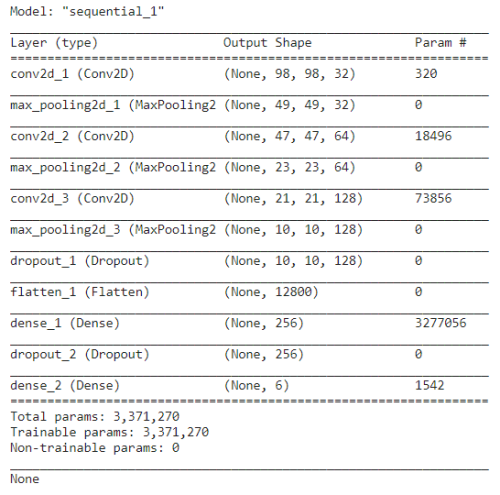 Model: "sequential_1"
Layer (type) Output Shape Param #
conv2d_1 (Conv2D) (None, 98, 98, 32) 320
max_pooling2d_1 (MaxPooling2 (None, 49, 49, 32) 0
conv2d_2 (Conv2D) (None, 47, 47, 64) 18496
max_pooling2d_2 (MaxPooling2 (None, 23, 23, 64) 0
conv2d_3 (Conv2D) (None, 21, 21, 128) 73856
max_pooling2d_3 (MaxPooling2 (None, 10, 10, 128) 0
dropout_1 (Dropout) (None, 10, 10, 128) 0
flatten_1 (Flatten) (None, 12800) 0
dense_1 (Dense) (None, 256) 3277056
dropout_2 (Dropout) (None, 256) 0
dense_2 (Dense) (None, 6) 1542
Total params: 3,371,270
Trainable params: 3,371,270
Non-trainable params: 0
None